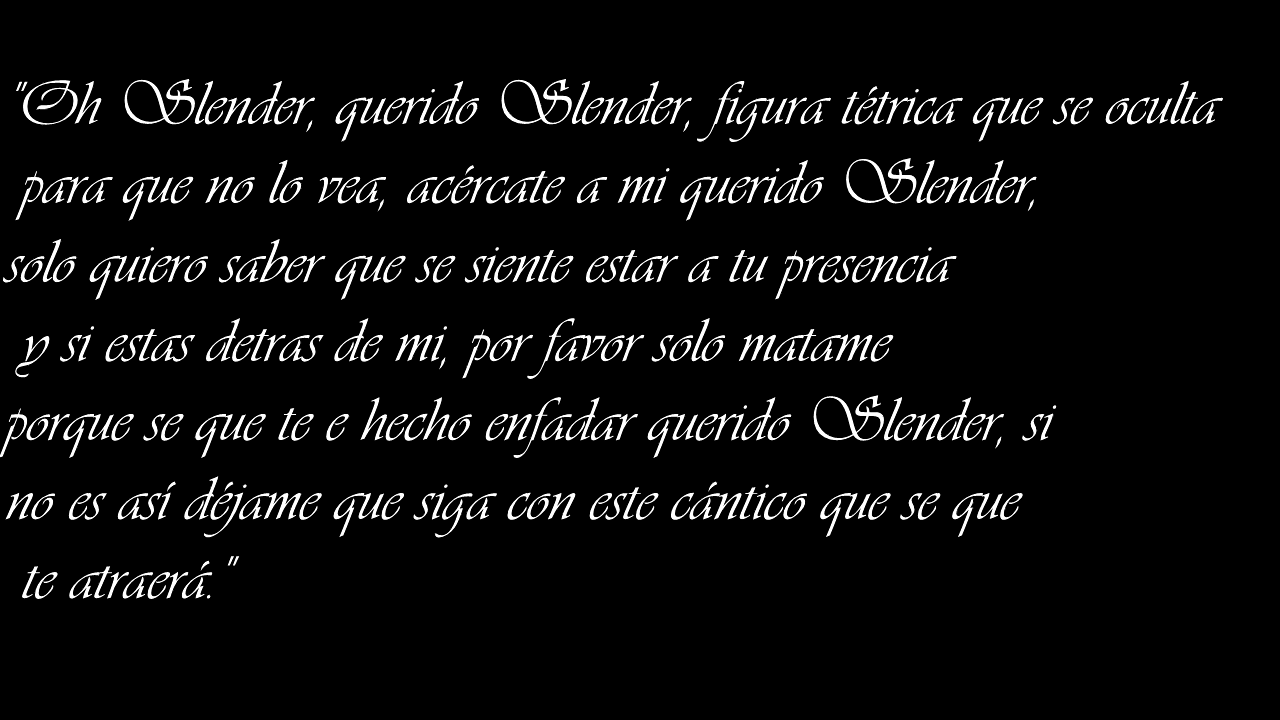 "Oh Slender, querido Slender, figura tétrica que se oculta
para que no lo vea, acércate a mi querido Slender,
solo quiero saber que se siente estar a tu presencia
y si estas detras de mi, por favor solo matame
porque se que te e hecho enfadar querido Slender, si
no es así déjame que siga con este cántico que se que
te atraerá."